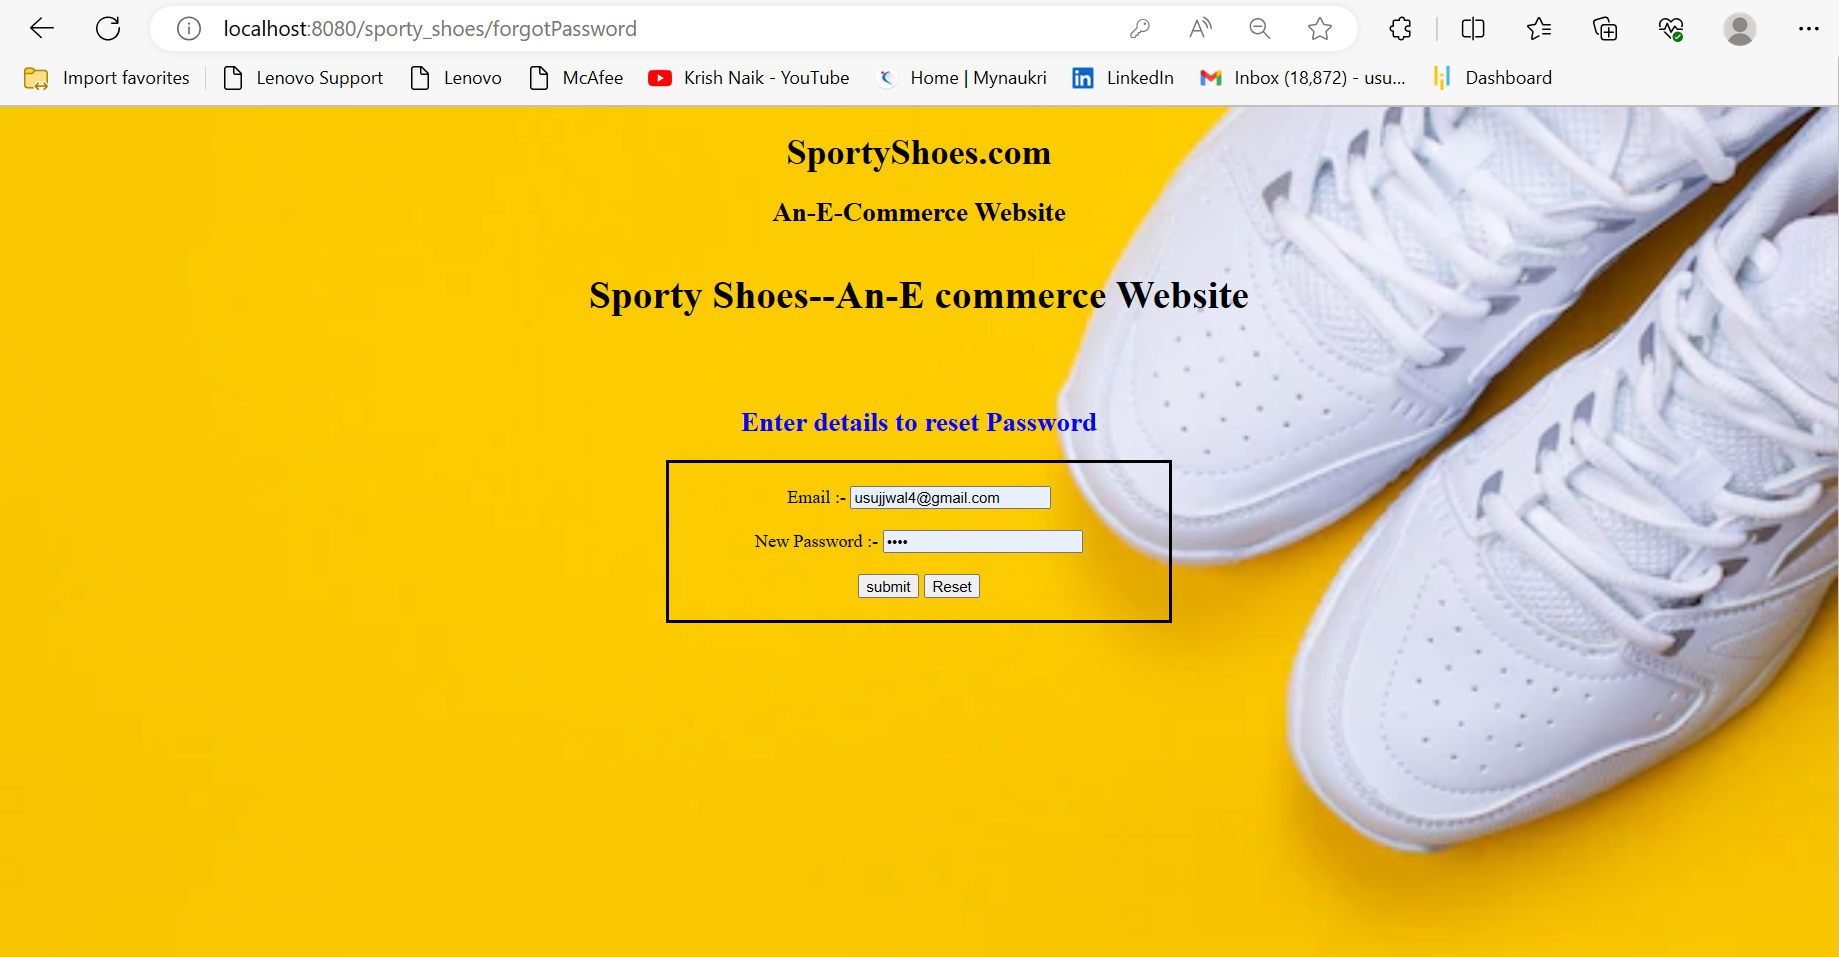 localhost:8080/sporty_shoes/forgotPassword
Import favorites Lenovo Support Lenovo McAfee Krish Naik - YouTube Home | Mynaukri LinkedIn Inbox (18,872) - usu... Dashboard
SportyShoes.com
An-E-Commerce Website
Sporty Shoes--An-E commerce Website
Enter details to reset Password
Email :- usujjwal4@gmail.com
New Password :- ••••
submit Reset